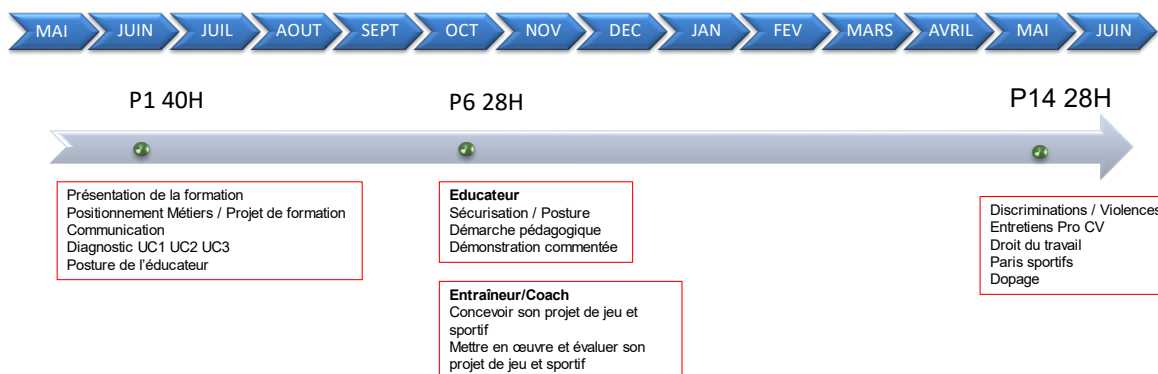 MAI JUIN JUIL AOUT SEPT OCT NOV DEC JAN FEV MARS AVRIL MAI JUIN
P1 40H
P6 28H
P14 28H
Présentation de la formation
Positionnement Métiers / Projet de formation
Communication
Diagnostic UC1 UC2 UC3
Posture de l'éducateur
Educateur
Sécurisation / Posture
Démarche pédagogique
Démonstration commentée
Entraîneur/Coach
Concevoir son projet de jeu et
sportif
Mettre en œuvre et évaluer son
projet de jeu et sportif
Discriminations / Violences
Entretiens Pro CV
Droit du travail
Paris sportifs
Dopage